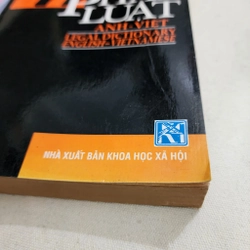 LUẬT
ANH-VIỆT
LEGAL DICTIONARY
ENGLISH-VIETNAMESE
NHÀ XUẤT BẢN KHOA HỌC XÃ HỘI